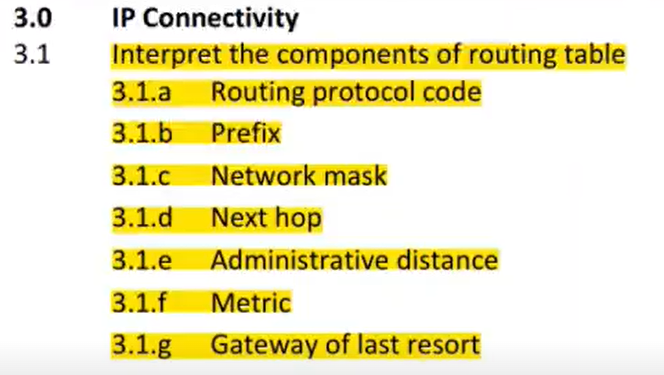 3.0 IP Connectivity
3.1 Interpret the components of routing table
3.1.a Routing protocol code
3.1.b Prefix
3.1.c Network mask
3.1.d Next hop
3.1.e Administrative distance
3.1.f Metric
3.1.g Gateway of last resort